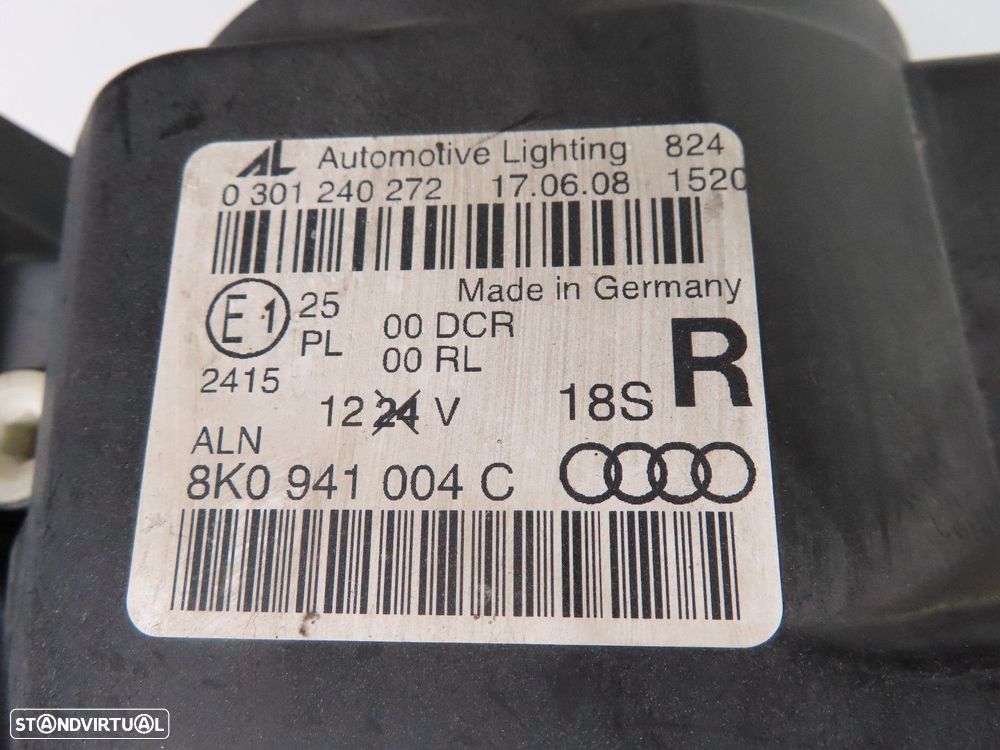 AL Automotive Lighting 824
0 301 240 272 17.06.08 1520
Made in Germany
E1 25 00 DCR
PL 00 RL
R
2415
12 24 V 18S
ALN
8K0 941 004 C
STANDVIRTUAL